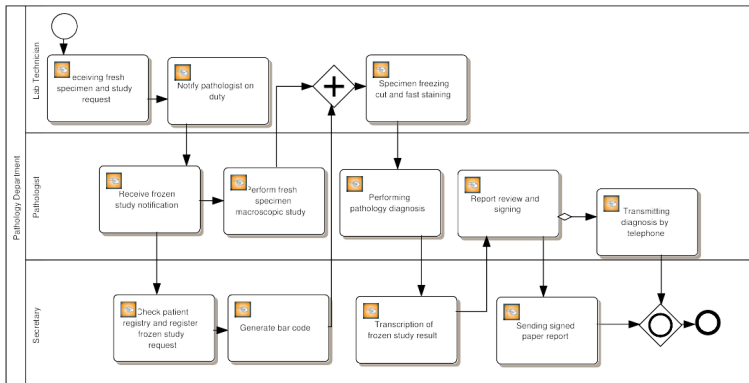 Pathology Department
Lab Technician
eceiving fresh
specimen and study
request
Notify pathologist on
duty
Specimen freezing
cut and fast staining
Pathologist
Receive frozen
study notification
Perform fresh
specimen
macroscopic study
Performing
pathology diagnosis
Report review and
signing
Transmitting
diagnosis by
telephone
Secretary
Check patient
registry and register
frozen study
request
Generate bar code
Transcription of
frozen study result
Sending signed
paper report